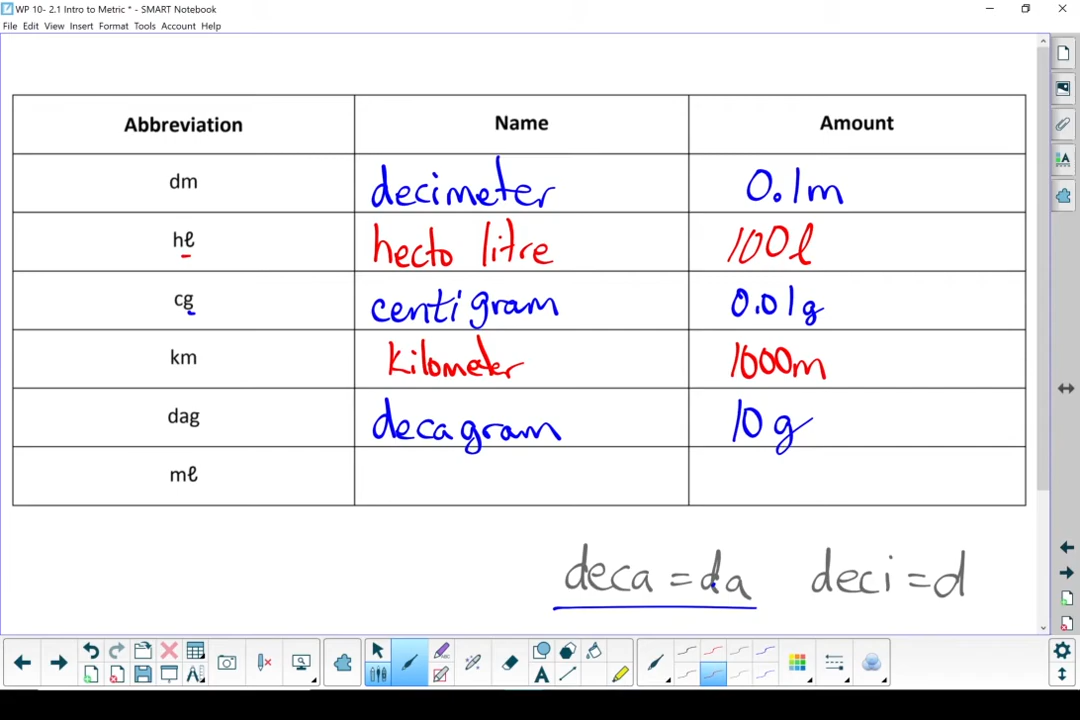 WP 10- 2.1 Intro to Metric * - SMART Notebook
File Edit View Insert Format Tools Account Help
Abbreviation Name Amount
dm decimeter 0.1m
hℓ hecto litre 100l
cg centigram 0.01g
km kilometer 1000m
dag decagram 10g
mℓ
deca = da deci = d